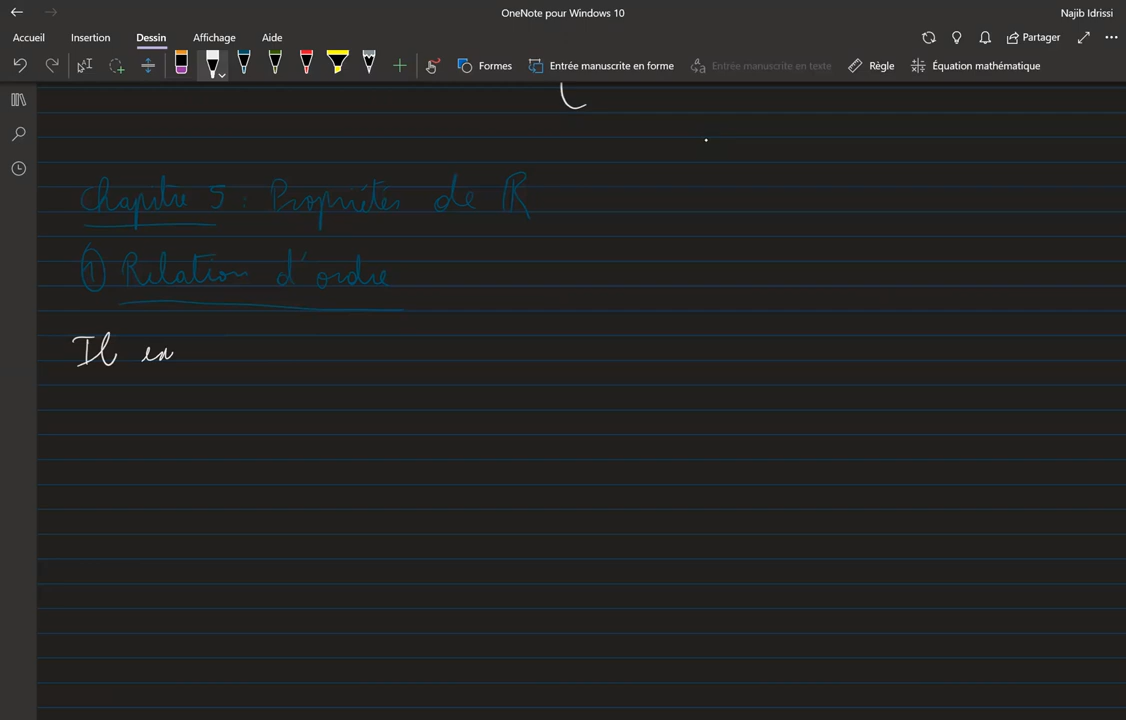 OneNote pour Windows 10
Najib Idrissi
Accueil Insertion Dessin Affichage Aide
Partager
Formes Entrée manuscrite en forme Entrée manuscrite en texte Règle Équation mathématique
Chapitre 5 : Propriétés de ℝ
① Relation d'ordre
Il ex